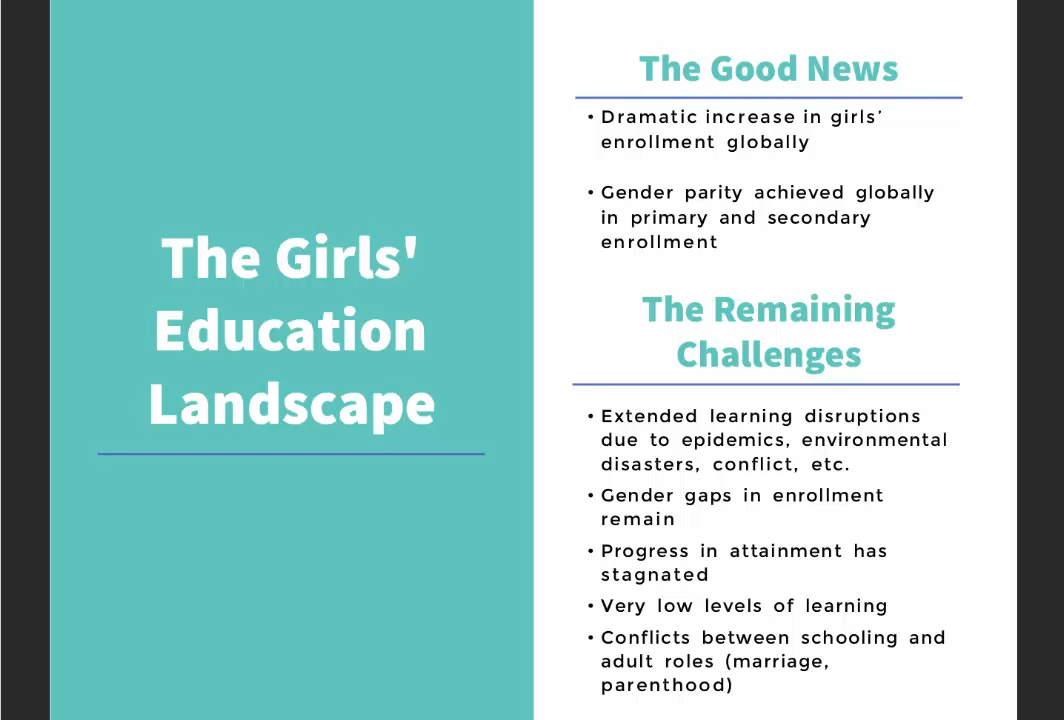 The Girls'
Education
Landscape
The Good News
• Dramatic increase in girls’
enrollment globally
• Gender parity achieved globally
in primary and secondary
enrollment
The Remaining
Challenges
• Extended learning disruptions
due to epidemics, environmental
disasters, conflict, etc.
• Gender gaps in enrollment
remain
• Progress in attainment has
stagnated
• Very low levels of learning
• Conflicts between schooling and
adult roles (marriage,
parenthood)